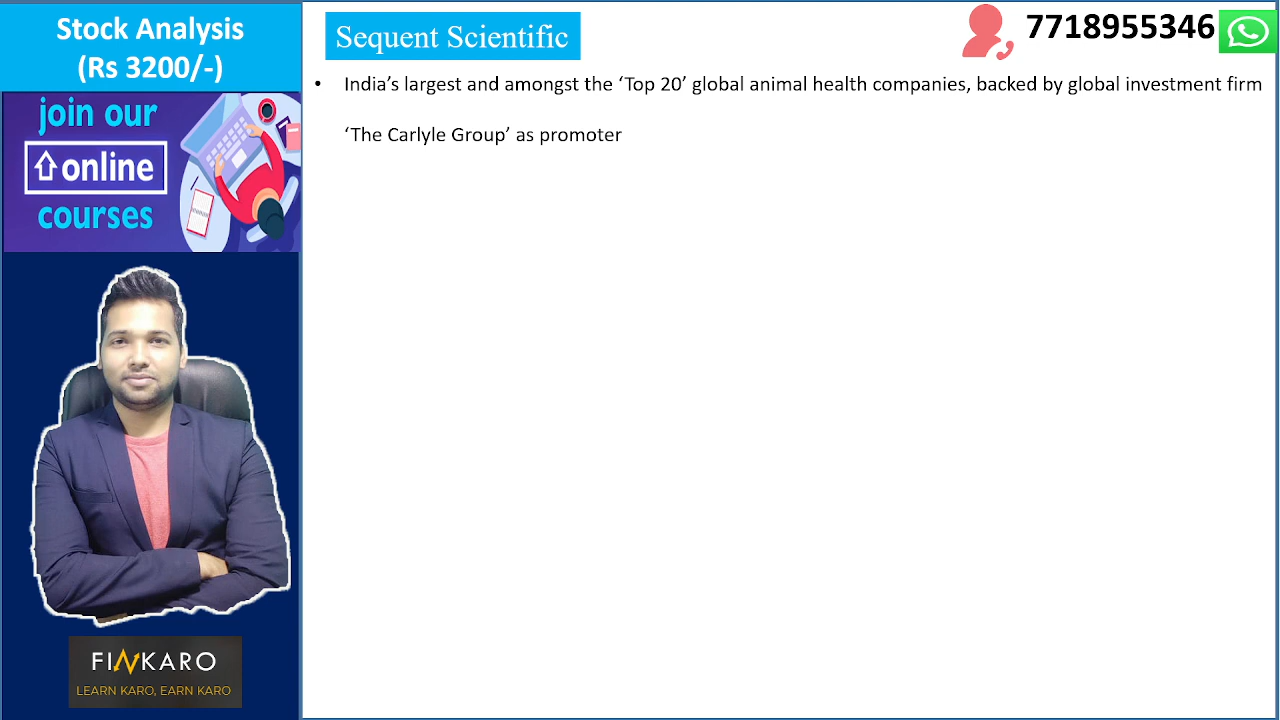 Stock Analysis
(Rs 3200/-)
join our
online
courses
FINKARO
LEARN KARO, EARN KARO
Sequent Scientific
7718955346
• India’s largest and amongst the ‘Top 20’ global animal health companies, backed by global investment firm
‘The Carlyle Group’ as promoter